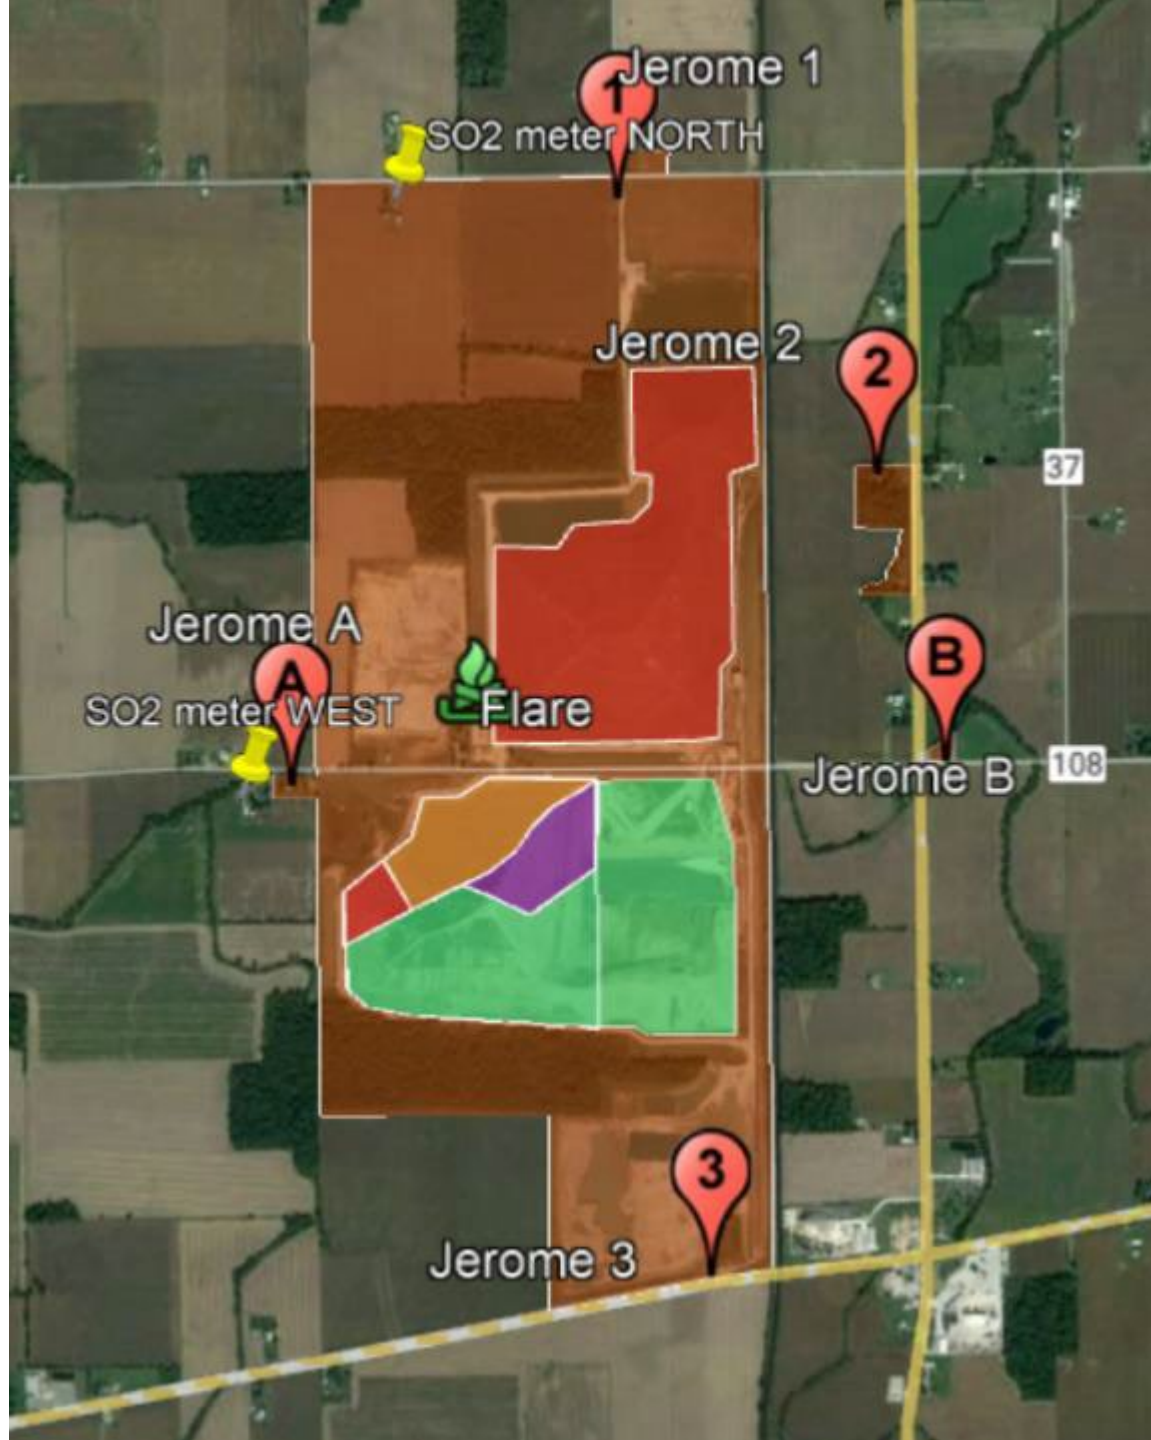 Jerome 1
1
SO2 meter NORTH
Jerome 2
2
37
Jerome A
A
B
SO2 meter WEST
Flare
Jerome B
108
3
Jerome 3